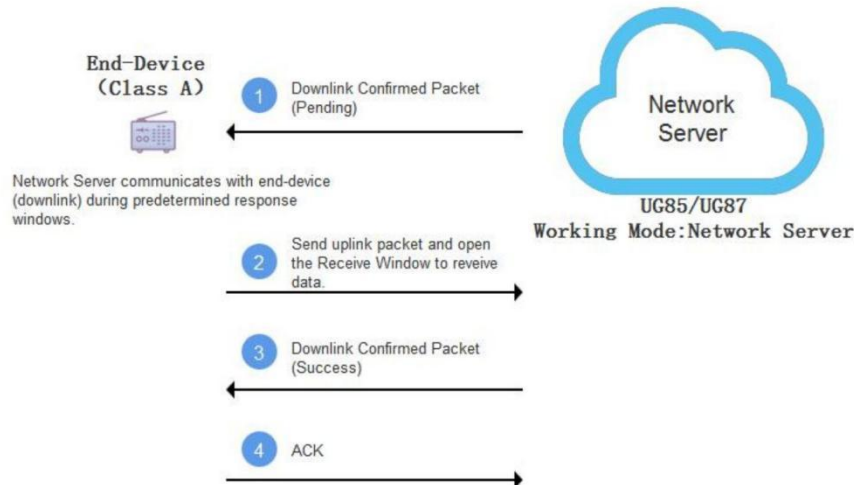 End-Device
(Class A)
1
Downlink Confirmed Packet
(Pending)
Network
Server
Network Server communicates with end-device
(downlink) during predetermined response
windows.
UG85/UG87
Working Mode:Network Server
2
Send uplink packet and open
the Receive Window to reveive
data.
3
Downlink Confirmed Packet
(Success)
4
ACK